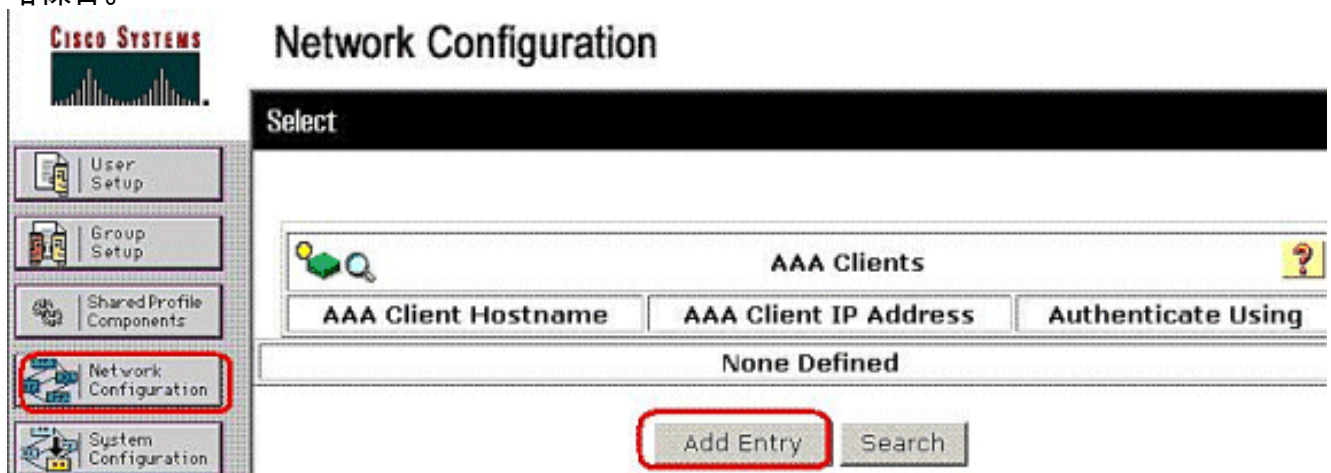 CISCO SYSTEMS
Network Configuration
Select
User
Setup
Group
Setup
Shared Profile
Components
Network
Configuration
System
Configuration
AAA Clients
?
AAA Client Hostname AAA Client IP Address Authenticate Using
None Defined
Add Entry Search